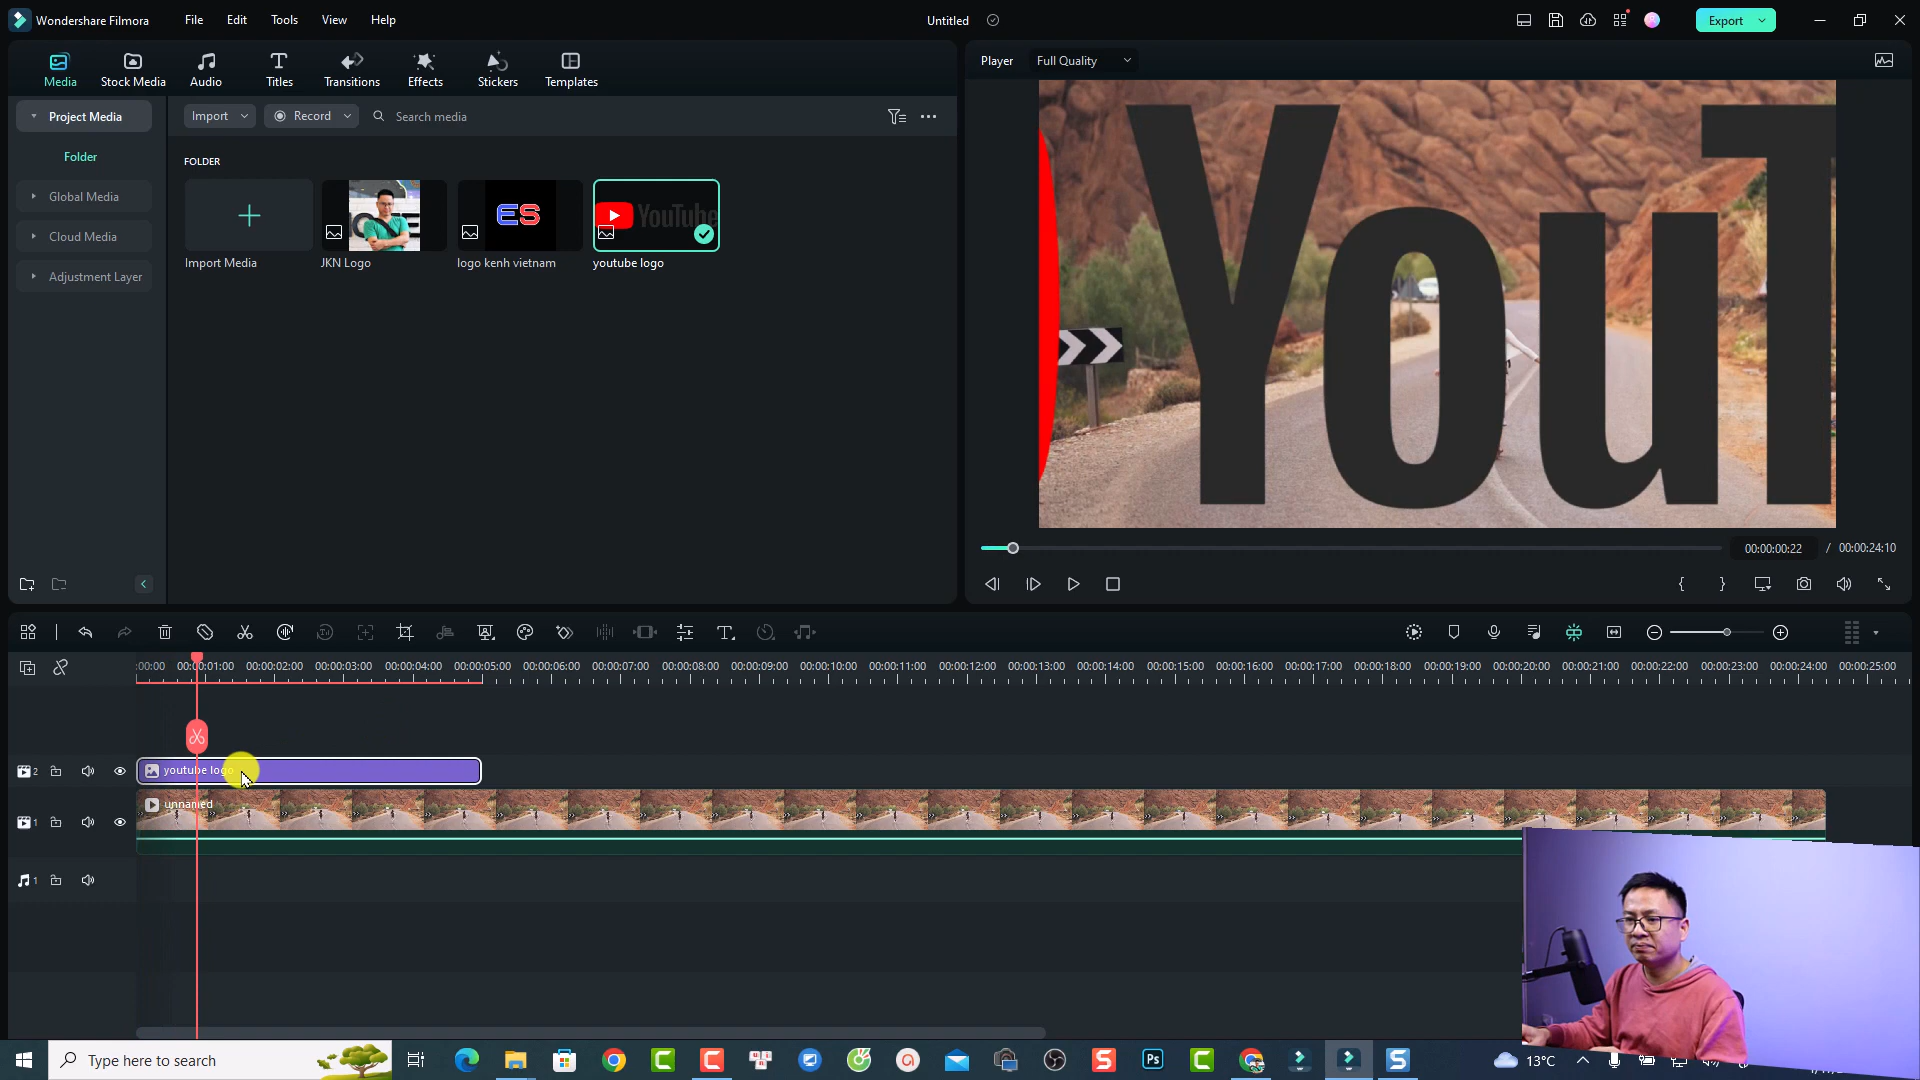 Wondershare Filmora
File
Edit
Tools
View
Help
Untitled
Export
Media
Stock Media
Audio
Titles
Transitions
Effects
Stickers
Templates
Player
Full Quality
Project Media
Import
Record
Search media
Folder
FOLDER
Global Media
Cloud Media
Adjustment Layer
ES
YouTube
Import Media
JKN Logo
logo kenh vietnam
youtube logo
YouT
00:00:00:22 / 00:00:24:10
:00:00 00:00:01:00 00:00:02:00 00:00:03:00 00:00:04:00 00:00:05:00 00:00:06:00 00:00:07:00 00:00:08:00 00:00:09:00 00:00:10:00 00:00:11:00 00:00:12:00 00:00:13:00 00:00:14:00 00:00:15:00 00:00:16:00 00:00:17:00 00:00:18:00 00:00:19:00 00:00:20:00 00:00:21:00 00:00:22:00 00:00:23:00 00:00:24:00 00:00:25:00
2
youtube logo
1
unnamed
1
Type here to search
Ps
13°C